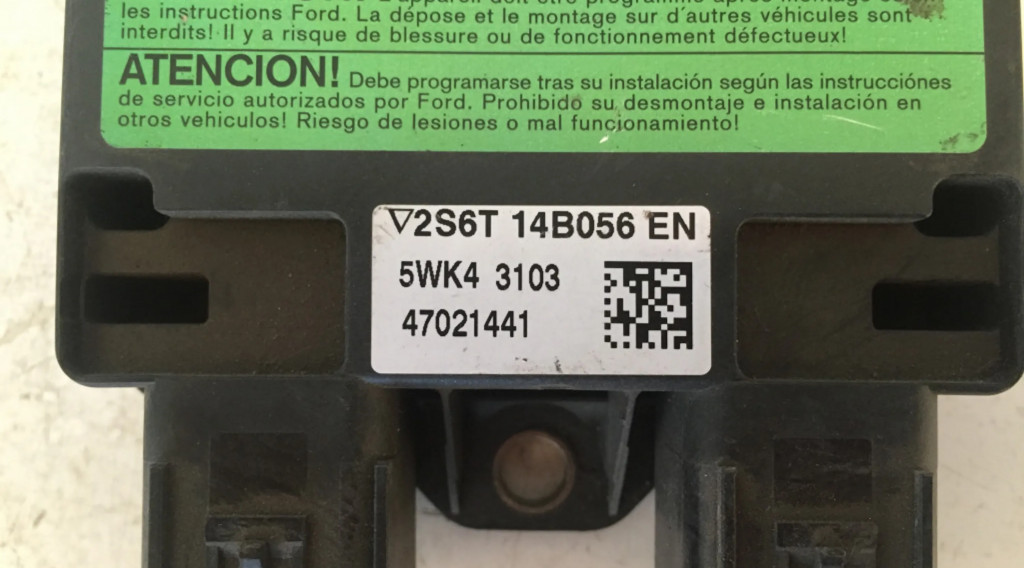 les instructions Ford. La dépose et le montage sur d'autres véhicules sont
interdits! Il y a risque de blessure ou de fonctionnement défectueux!
ATENCION! Debe programarse tras su instalación según las instrucciónes
de servicio autorizados por Ford. Prohibido su desmontaje e instalación en
otros vehiculos! Riesgo de lesiones o mal funcionamiento!
▽2S6T 14B056 EN
5WK4 3103
47021441